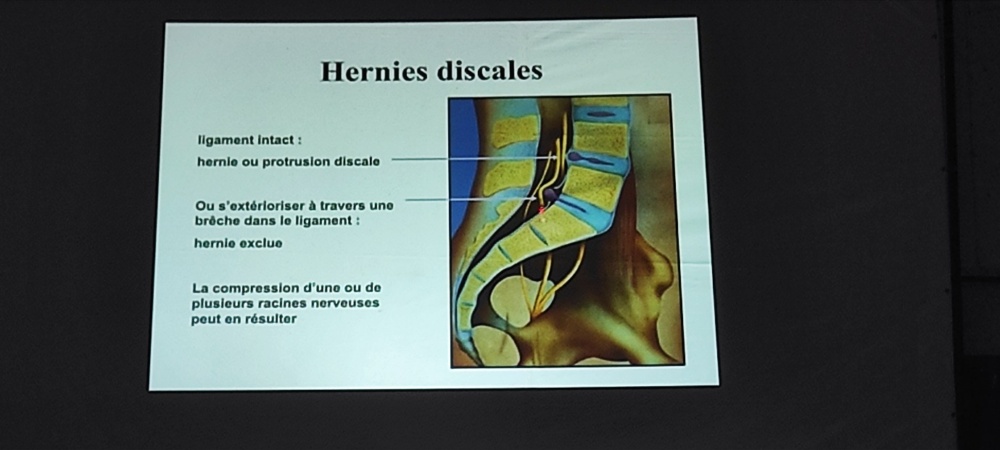 Hernies discales
ligament intact :
hernie ou protrusion discale
Ou s'extérioriser à travers une
brêche dans le ligament :
hernie exclue
La compression d'une ou de
plusieurs racines nerveuses
peut en résulter